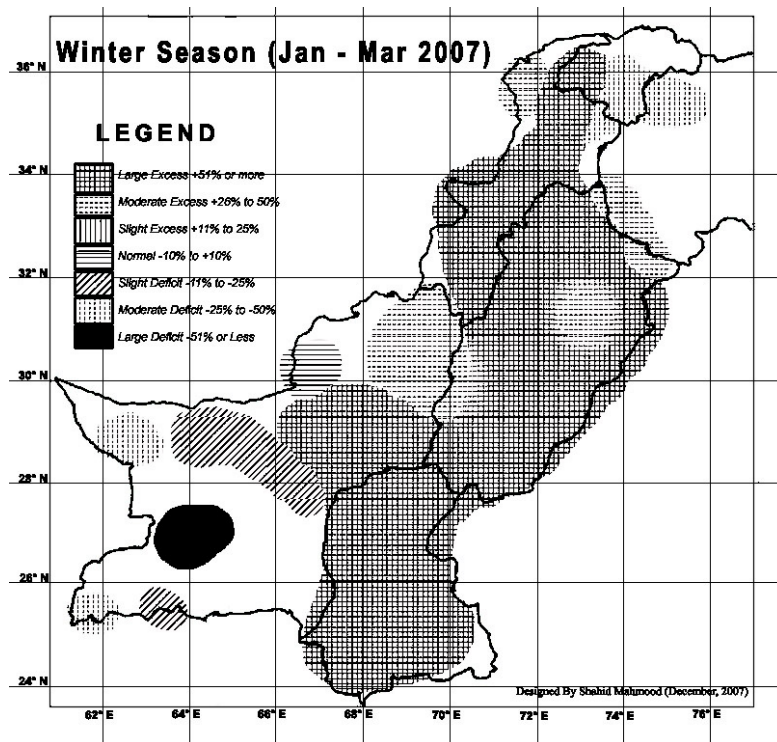 Winter Season (Jan - Mar 2007)
36° N
LEGEND
34° N
Large Excess +51% or more
Moderate Excess +26% to 50%
Slight Excess +11% to 25%
Normal -10% to +10%
32° N
Slight Deficit -11% to -25%
Moderate Deficit -25% to -50%
Large Deficit -51% or Less
30° N
28° N
26° N
24° N
Designed By Shahid Mahmood (December, 2007)
62° E 64° E 66° E 68° E 70° E 72° E 74° E 76° E